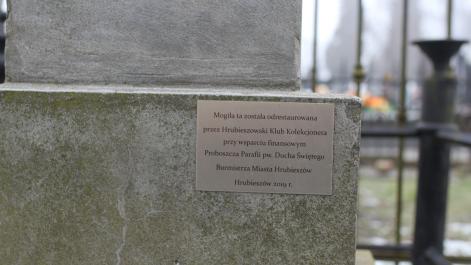 Mogiła ta została odrestaurowana
przez Hrubieszowski Klub Kolekcjonera
przy wsparciu finansowym
Proboszcza Parafii pw. Ducha Świętego
Burmistrza Miasta Hrubieszów
Hrubieszów 2019 r.